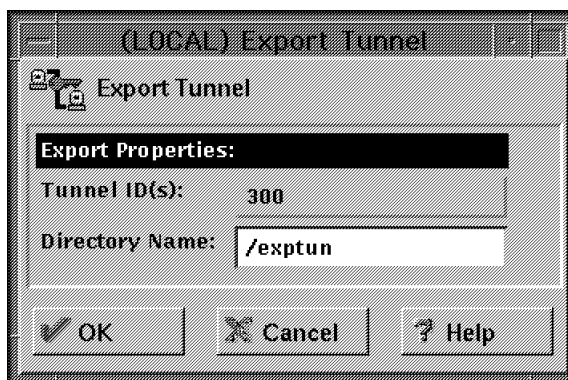 (LOCAL) Export Tunnel
Export Tunnel
Export Properties:
Tunnel ID(s): 300
Directory Name: /exptun
OK Cancel Help